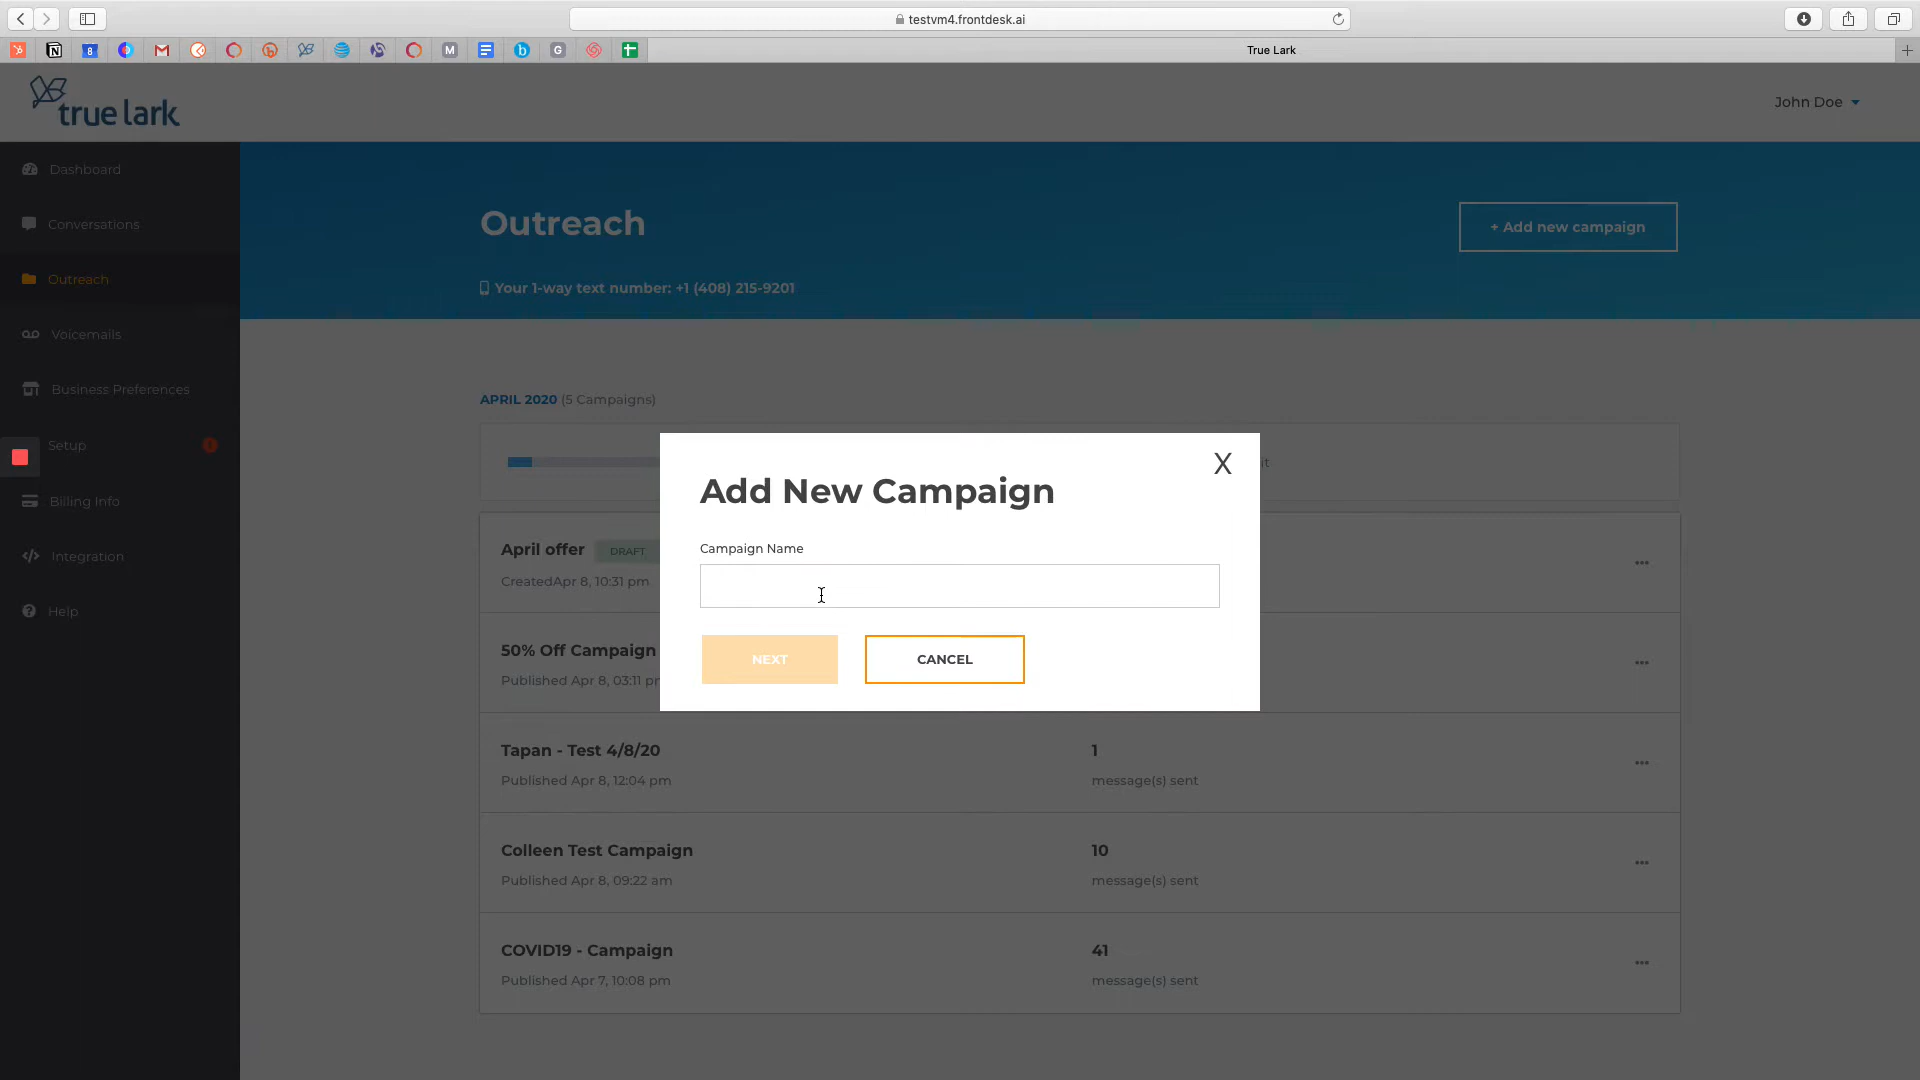 testvm4.frontdesk.ai
8
M
b
G
True Lark
true lark
John Doe
Dashboard
Conversations
Outreach
Voicemails
Business Preferences
Setup
Billing Info
Integration
Help
Outreach
+ Add new campaign
Your 1-way text number: +1 (408) 215-9201
APRIL 2020 (5 Campaigns)
Add New Campaign
X
Campaign Name
NEXT
CANCEL
April offer DRAFT
CreatedApr 8, 10:31 pm
50% Off Campaign
Published Apr 8, 03:11
Tapan - Test 4/8/20
Published Apr 8, 12:04 pm
1
message(s) sent
Colleen Test Campaign
Published Apr 8, 09:22 am
10
message(s) sent
COVID19 - Campaign
Published Apr 7, 10:08 pm
41
message(s) sent